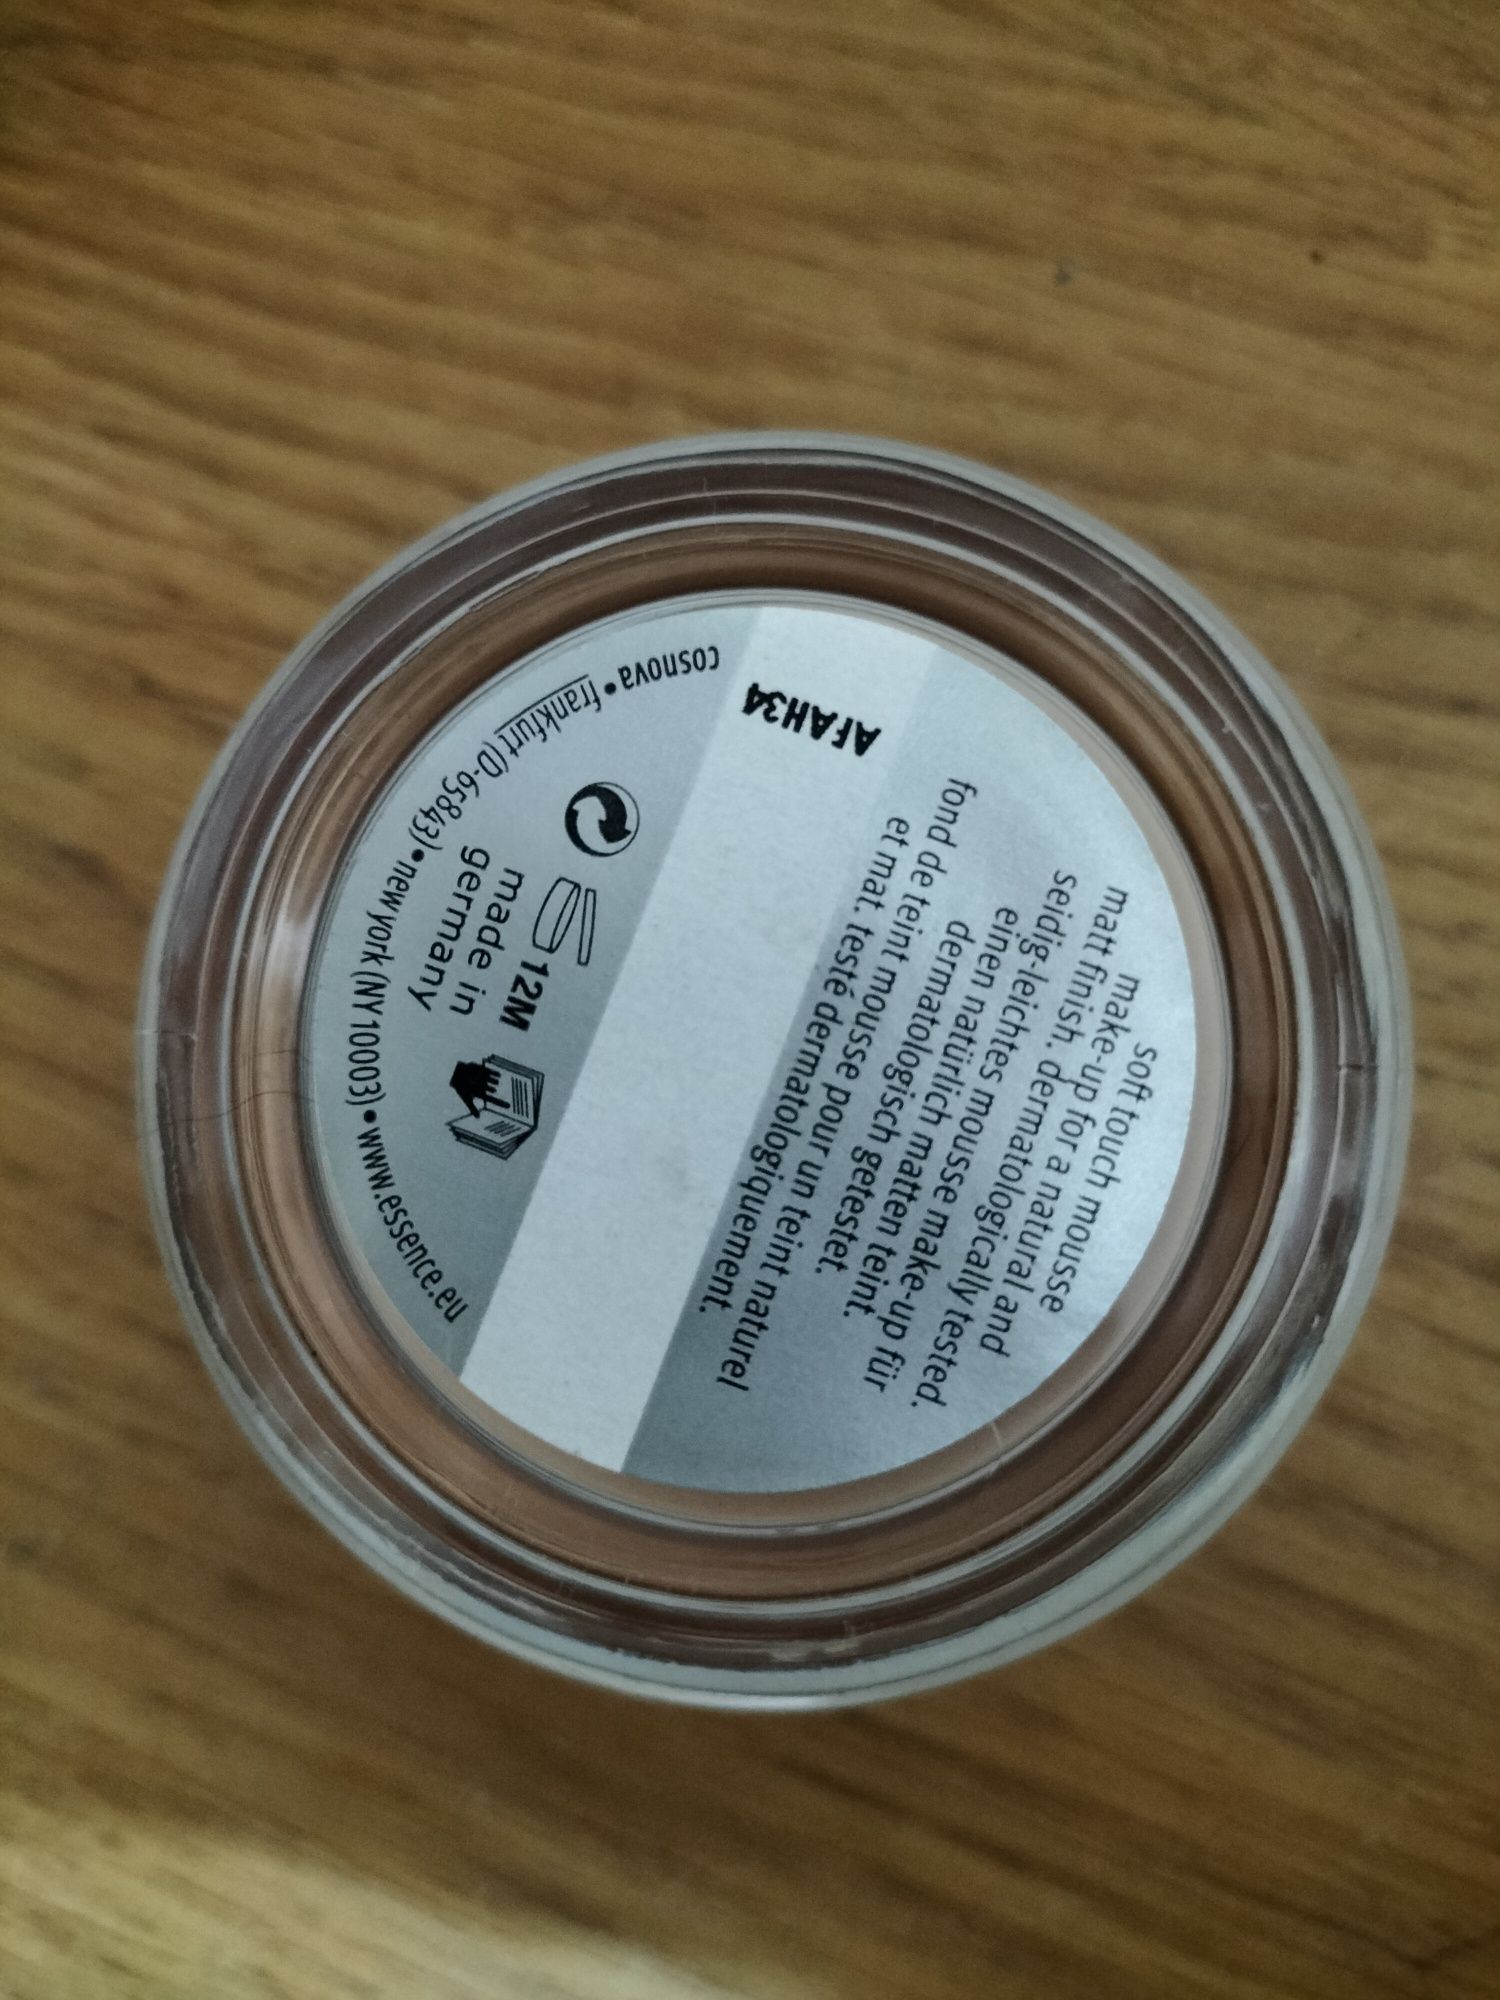 soft touch mousse
make-up for a natural and
matt finish. dermatologically tested.
seidig-leichtes mousse make-up für
einen natürlich matten teint.
dermatologisch getestet.
fond de teint mousse pour un teint naturel
et mat. testé dermatologiquement.
AFAH34
12M
made in
germany
cosnova • frankfurt (D-65843) • new york (NY 10003) • www.essence.eu